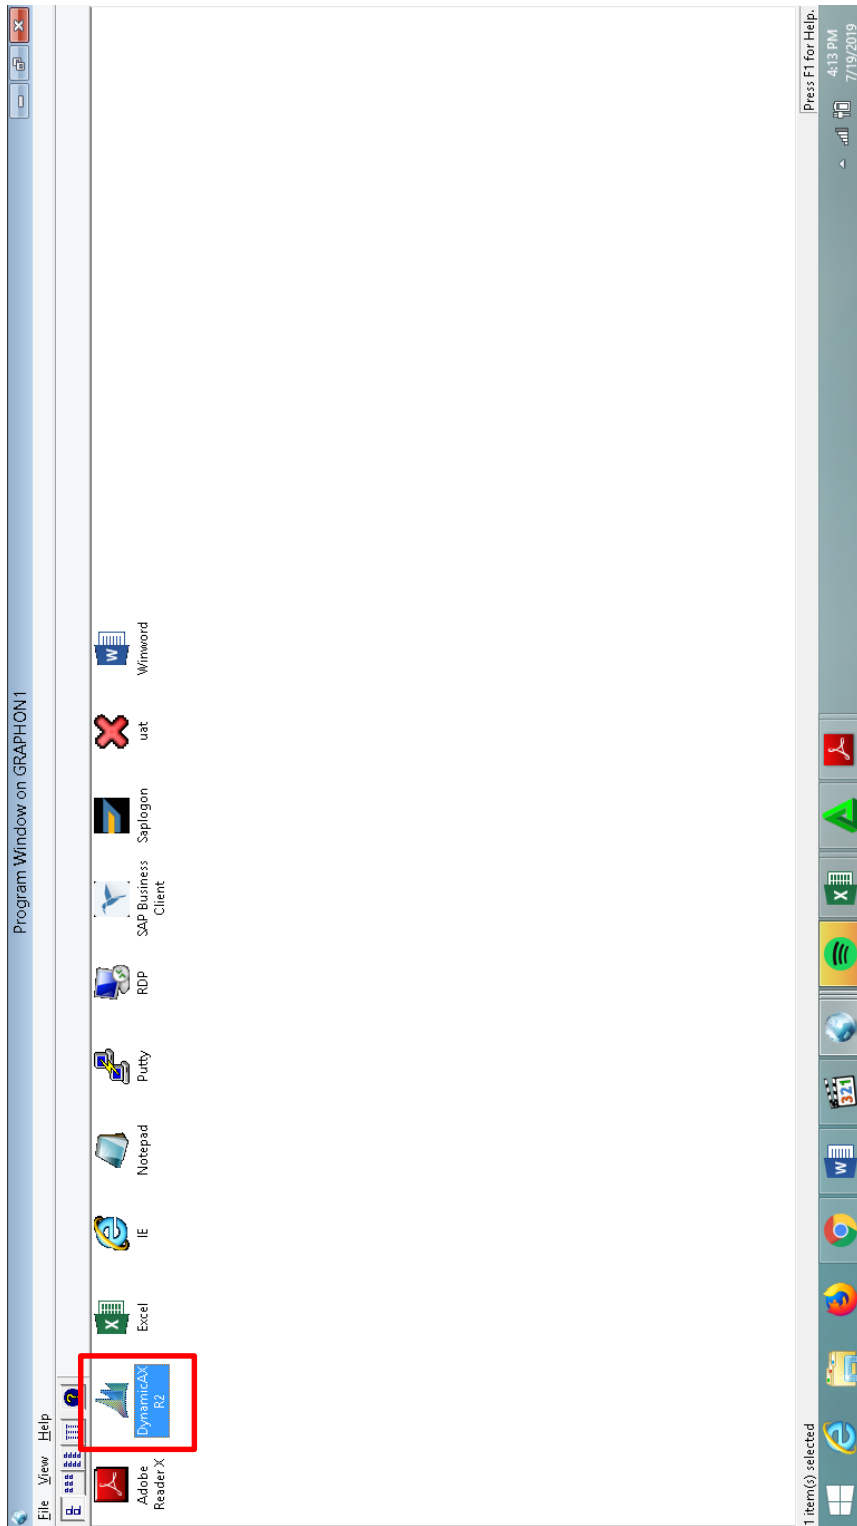 Program Window on GRAPHON1
File View Help
Adobe
Reader X
DynamicAX
R2
Excel
IE
Notepad
Putty
RDP
SAP Business
Client
Saplogon
uat
Winword
1 item(s) selected
Press F1 for Help.
321
4:13 PM
7/19/2019